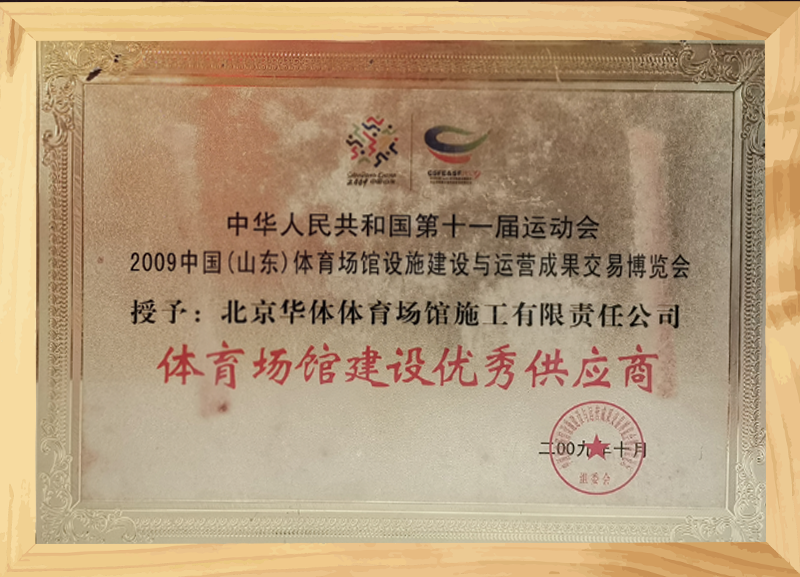 中华人民共和国第十一届运动会
2009中国(山东)体育场馆设施建设与运营成果交易博览会
授予：北京华体体育场馆施工有限责任公司
体育场馆建设优秀供应商
二00九年十月
组委会